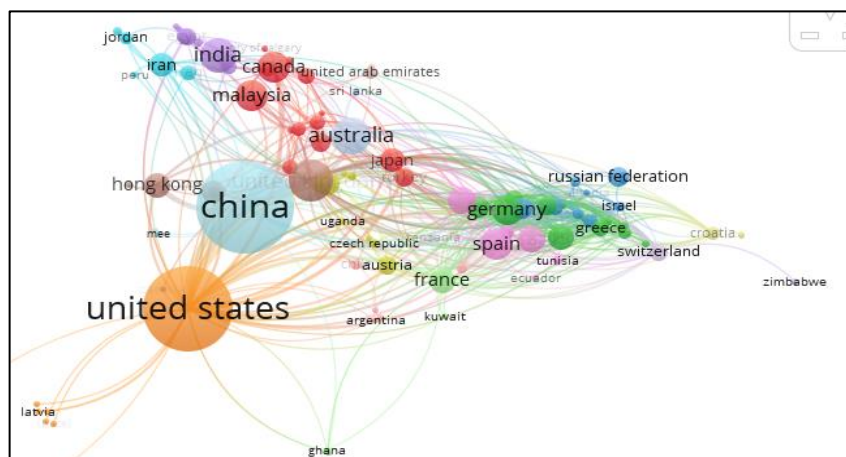 jordan
india
iran
canada
peru
united arab emirates
malaysia
sri lanka
australia
japan
hong kong
russian federation
china
germany
israel
uganda
greece
mee
czech republic
croatia
spain
switzerland
austria
tunisia
france
ecuador
zimbabwe
united states
argentina
kuwait
latvia
ghana